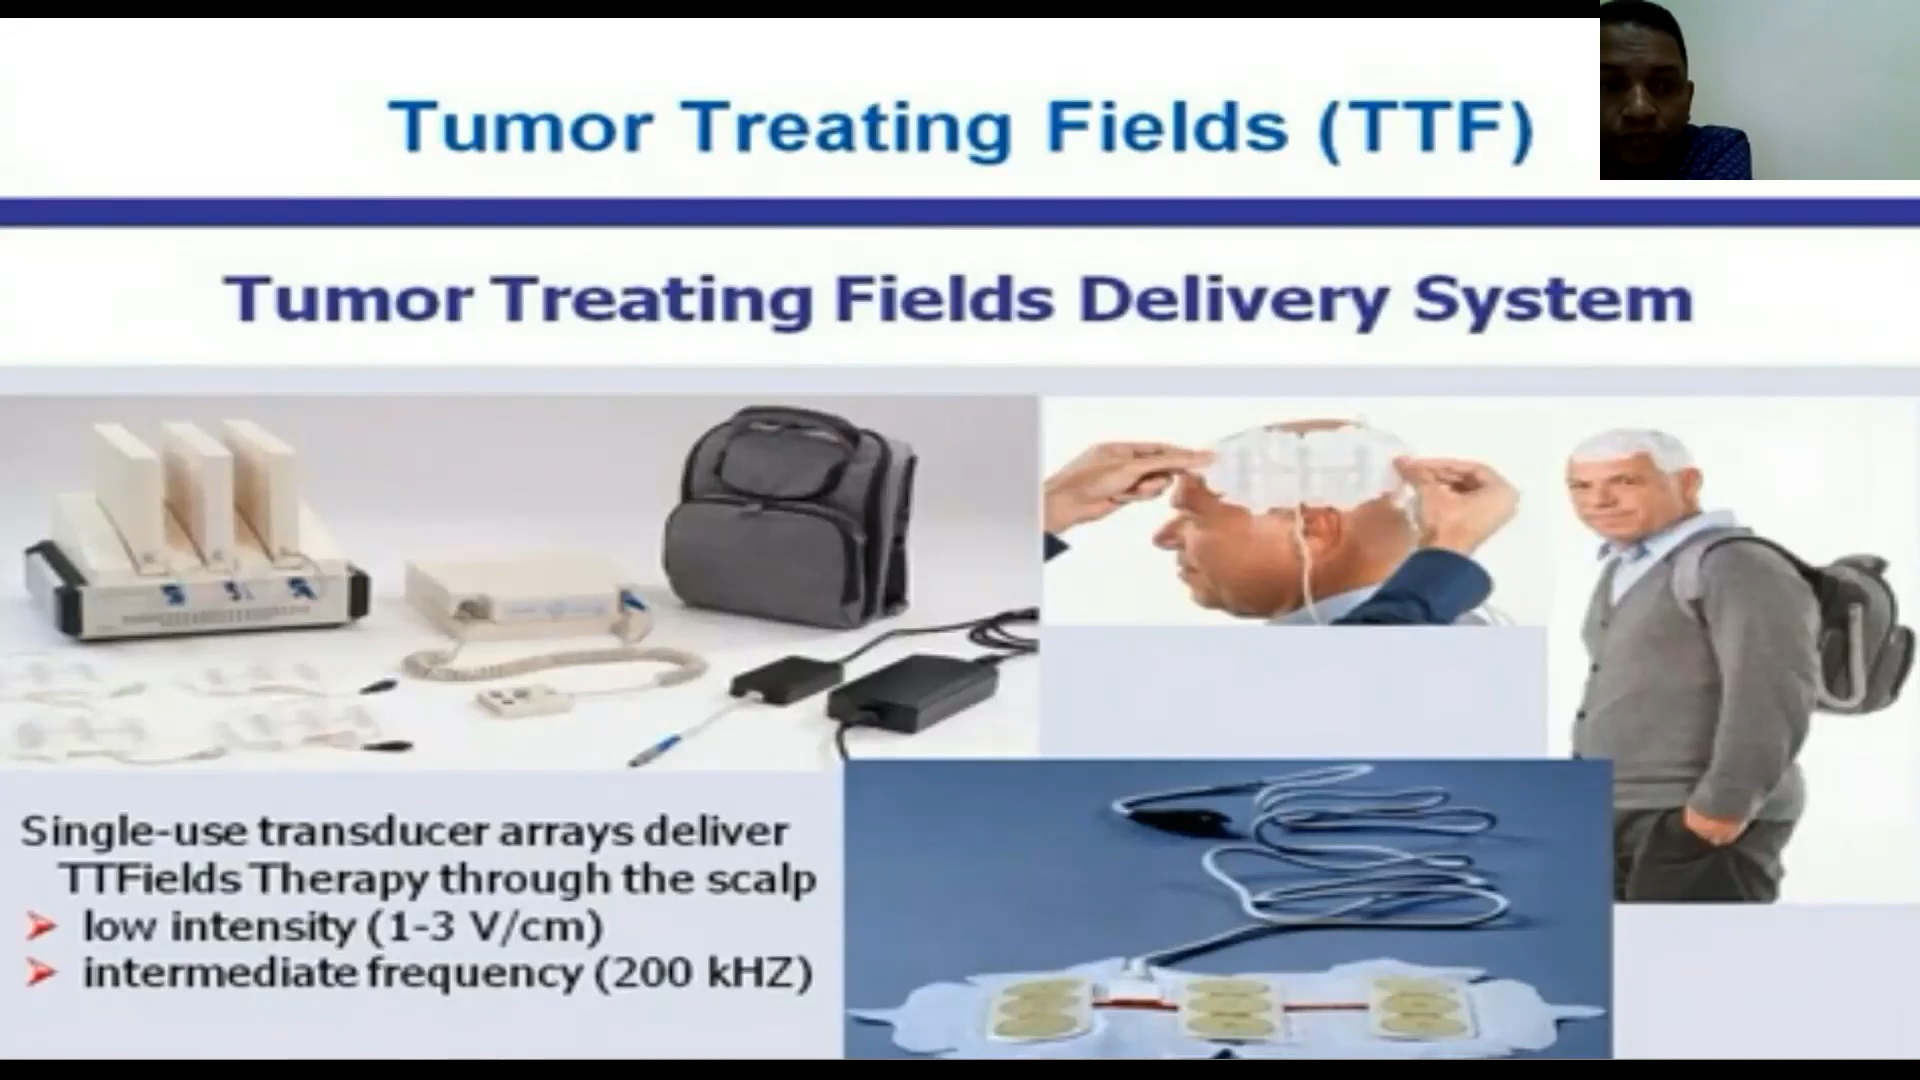 Tumor Treating Fields (TTF)
Tumor Treating Fields Delivery System
Single-use transducer arrays deliver
TTFields Therapy through the scalp
low intensity (1-3 V/cm)
intermediate frequency (200 kHZ)